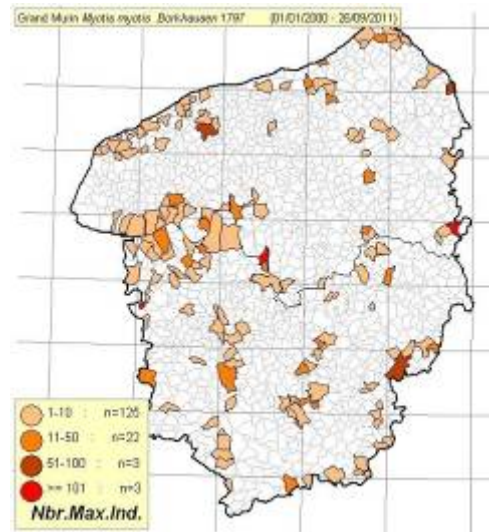 Grand Murin Myotis myotis ,Borkhausen 1797 (01/01/2000 - 26/09/2011)
1-10 : n=126
11-50 : n=22
51-100 : n=3
>= 101 : n=3
Nbr.Max.Ind.